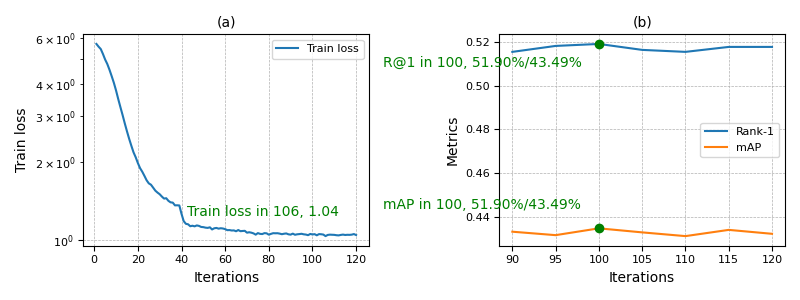 (a)
6 × 10⁰
4 × 10⁰
3 × 10⁰
2 × 10⁰
10⁰
Train loss
Train loss
Train loss in 106, 1.04
0 20 40 60 80 100 120
Iterations
(b)
0.52
0.50
0.48
0.46
0.44
Metrics
R@1 in 100, 51.90%/43.49%
Rank-1
mAP
mAP in 100, 51.90%/43.49%
90 95 100 105 110 115 120
Iterations